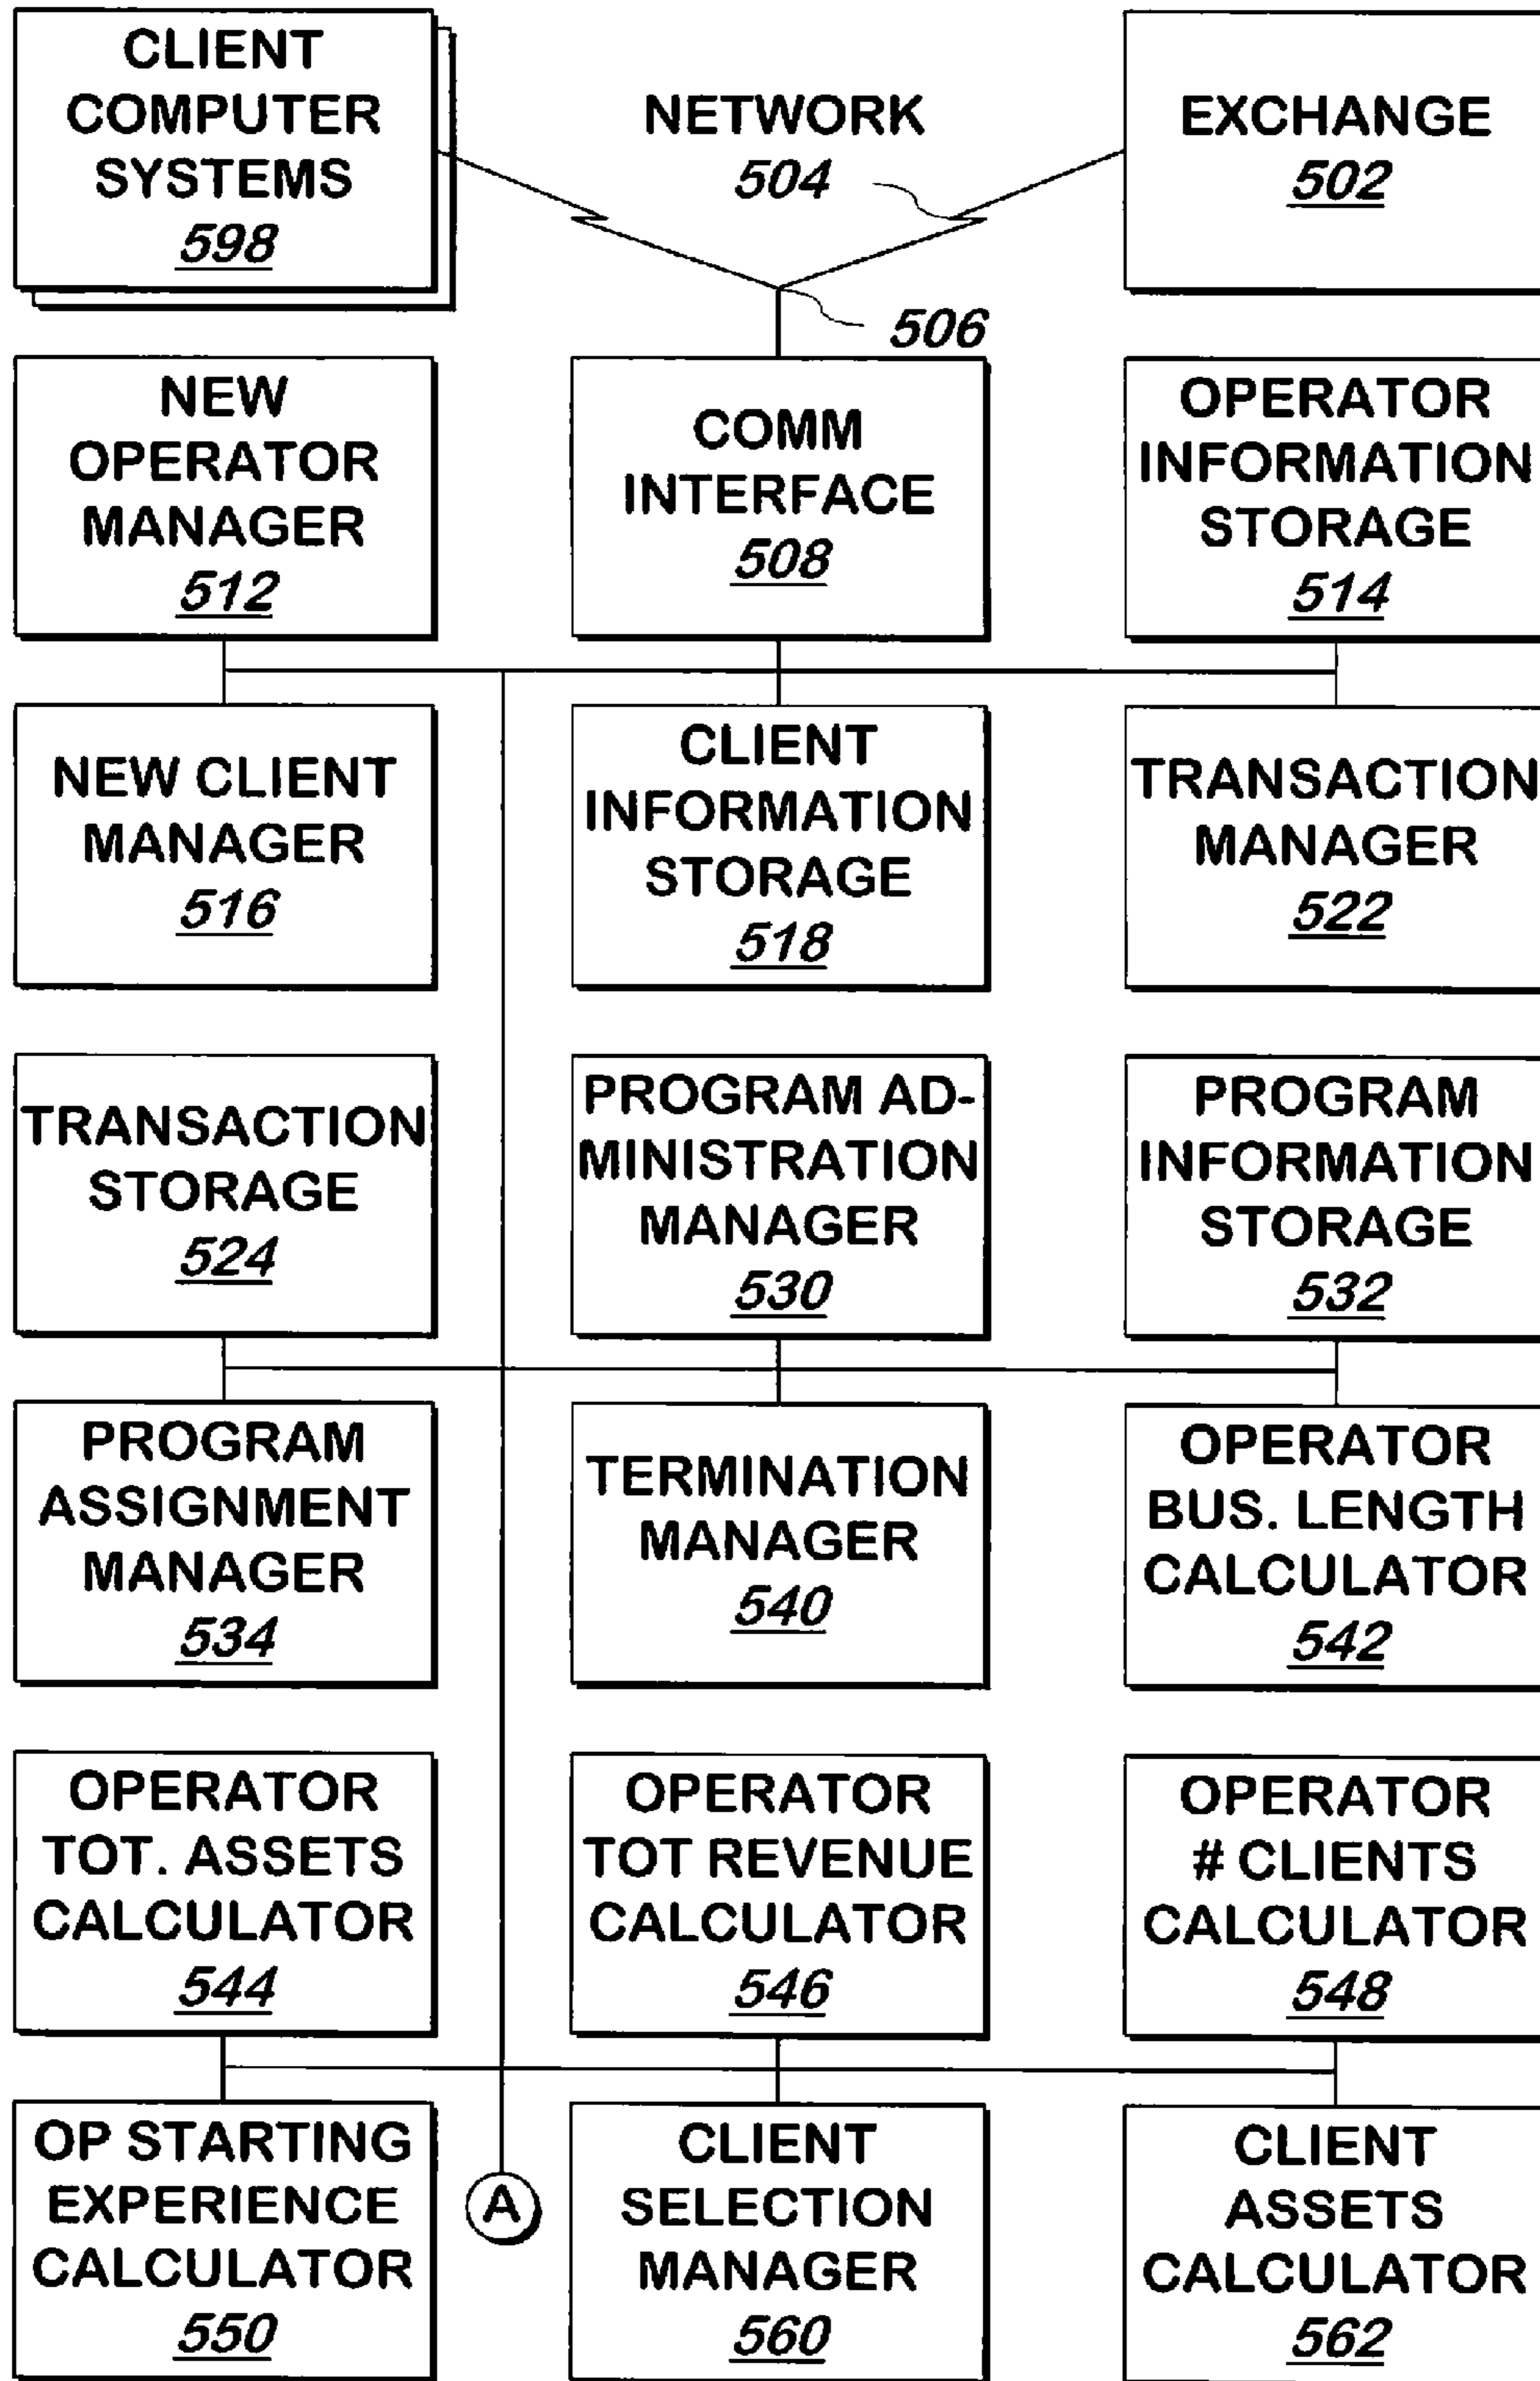 CLIENT
COMPUTER
SYSTEMS
598
NETWORK
504
EXCHANGE
502
506
NEW
OPERATOR
MANAGER
512
COMM
INTERFACE
508
OPERATOR
INFORMATION
STORAGE
514
NEW CLIENT
MANAGER
516
CLIENT
INFORMATION
STORAGE
518
TRANSACTION
MANAGER
522
TRANSACTION
STORAGE
524
PROGRAM AD-
MINISTRATION
MANAGER
530
PROGRAM
INFORMATION
STORAGE
532
PROGRAM
ASSIGNMENT
MANAGER
534
TERMINATION
MANAGER
540
OPERATOR
BUS. LENGTH
CALCULATOR
542
OPERATOR
TOT. ASSETS
CALCULATOR
544
OPERATOR
TOT REVENUE
CALCULATOR
546
OPERATOR
# CLIENTS
CALCULATOR
548
OP STARTING
EXPERIENCE
CALCULATOR
550
A
CLIENT
SELECTION
MANAGER
560
CLIENT
ASSETS
CALCULATOR
562